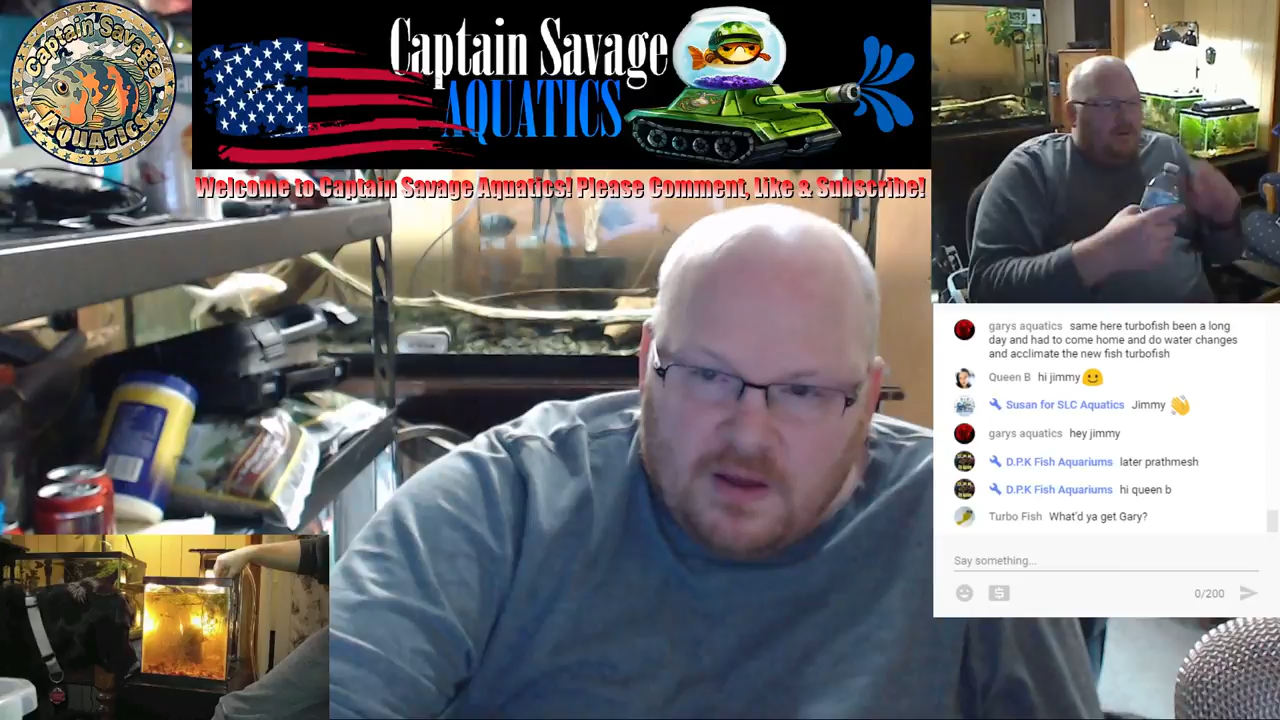 Captain Savage
AQUATICS
Captain Savage
AQUATICS
Welcome to Captain Savage Aquatics! Please Comment, Like & Subscribe!
garys aquatics same here turbofish been a long
day and had to come home and do water changes
and acclimate the new fish turbofish
Queen B hi jimmy
Susan for SLC Aquatics Jimmy
garys aquatics hey jimmy
D.P.K Fish Aquariums later prathmesh
D.P.K Fish Aquariums hi queen b
Turbo Fish What'd ya get Gary?
Say something...
0/200